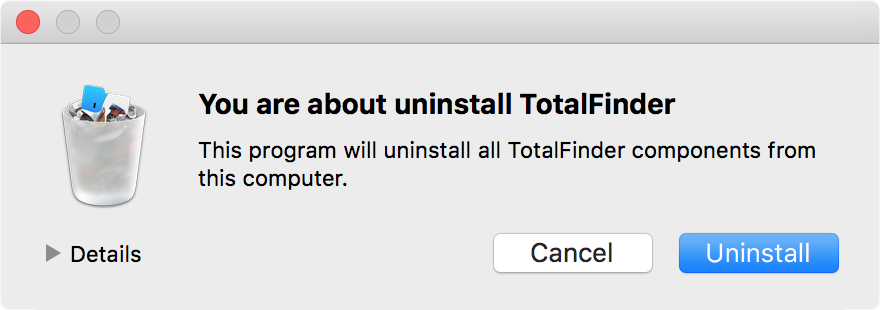 You are about uninstall TotalFinder
This program will uninstall all TotalFinder components from
this computer.
Details
Cancel
Uninstall